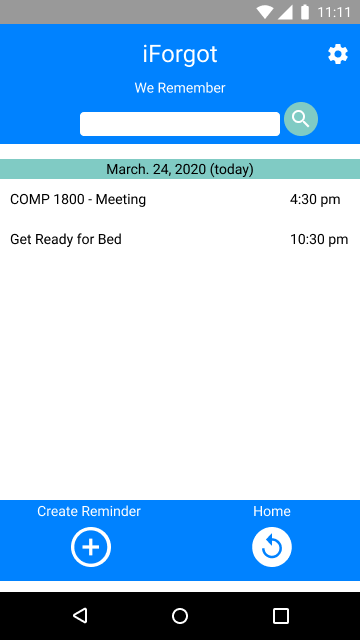 11:11
iForgot
We Remember
March. 24, 2020 (today)
COMP 1800 - Meeting 4:30 pm
Get Ready for Bed 10:30 pm
Create Reminder Home